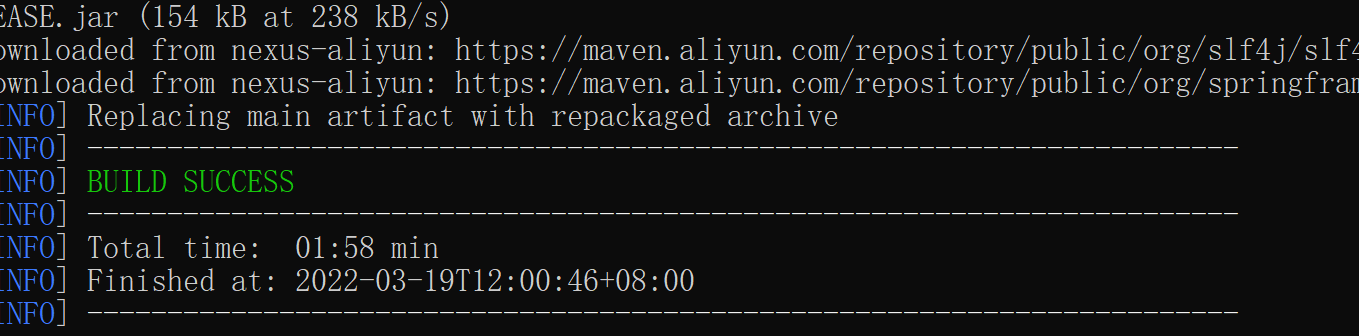 EASE.jar (154 kB at 238 kB/s)
ownloaded from nexus-aliyun: https://maven.aliyun.com/repository/public/org/slf4j/slf4
ownloaded from nexus-aliyun: https://maven.aliyun.com/repository/public/org/springfram
INFO] Replacing main artifact with repackaged archive
INFO] ------------------------------------------------------------------------
INFO] BUILD SUCCESS
INFO] ------------------------------------------------------------------------
INFO] Total time:  01:58 min
INFO] Finished at: 2022-03-19T12:00:46+08:00
INFO] ------------------------------------------------------------------------